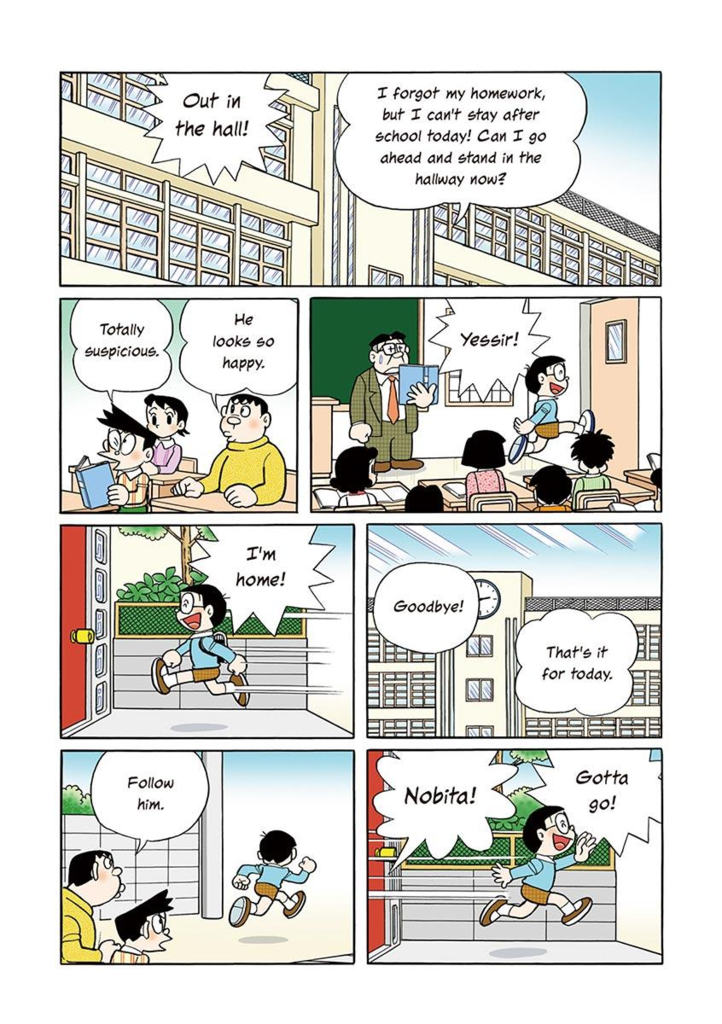 I forgot my homework,
but I can't stay after
school today! Can I go
ahead and stand in the
hallway now?
Out in
the hall!
Yessir!
He
looks so
happy.
Totally
suspicious.
That's it
for today.
Goodbye!
I'm
home!
Gotta
go!
Nobita!
Follow
him.